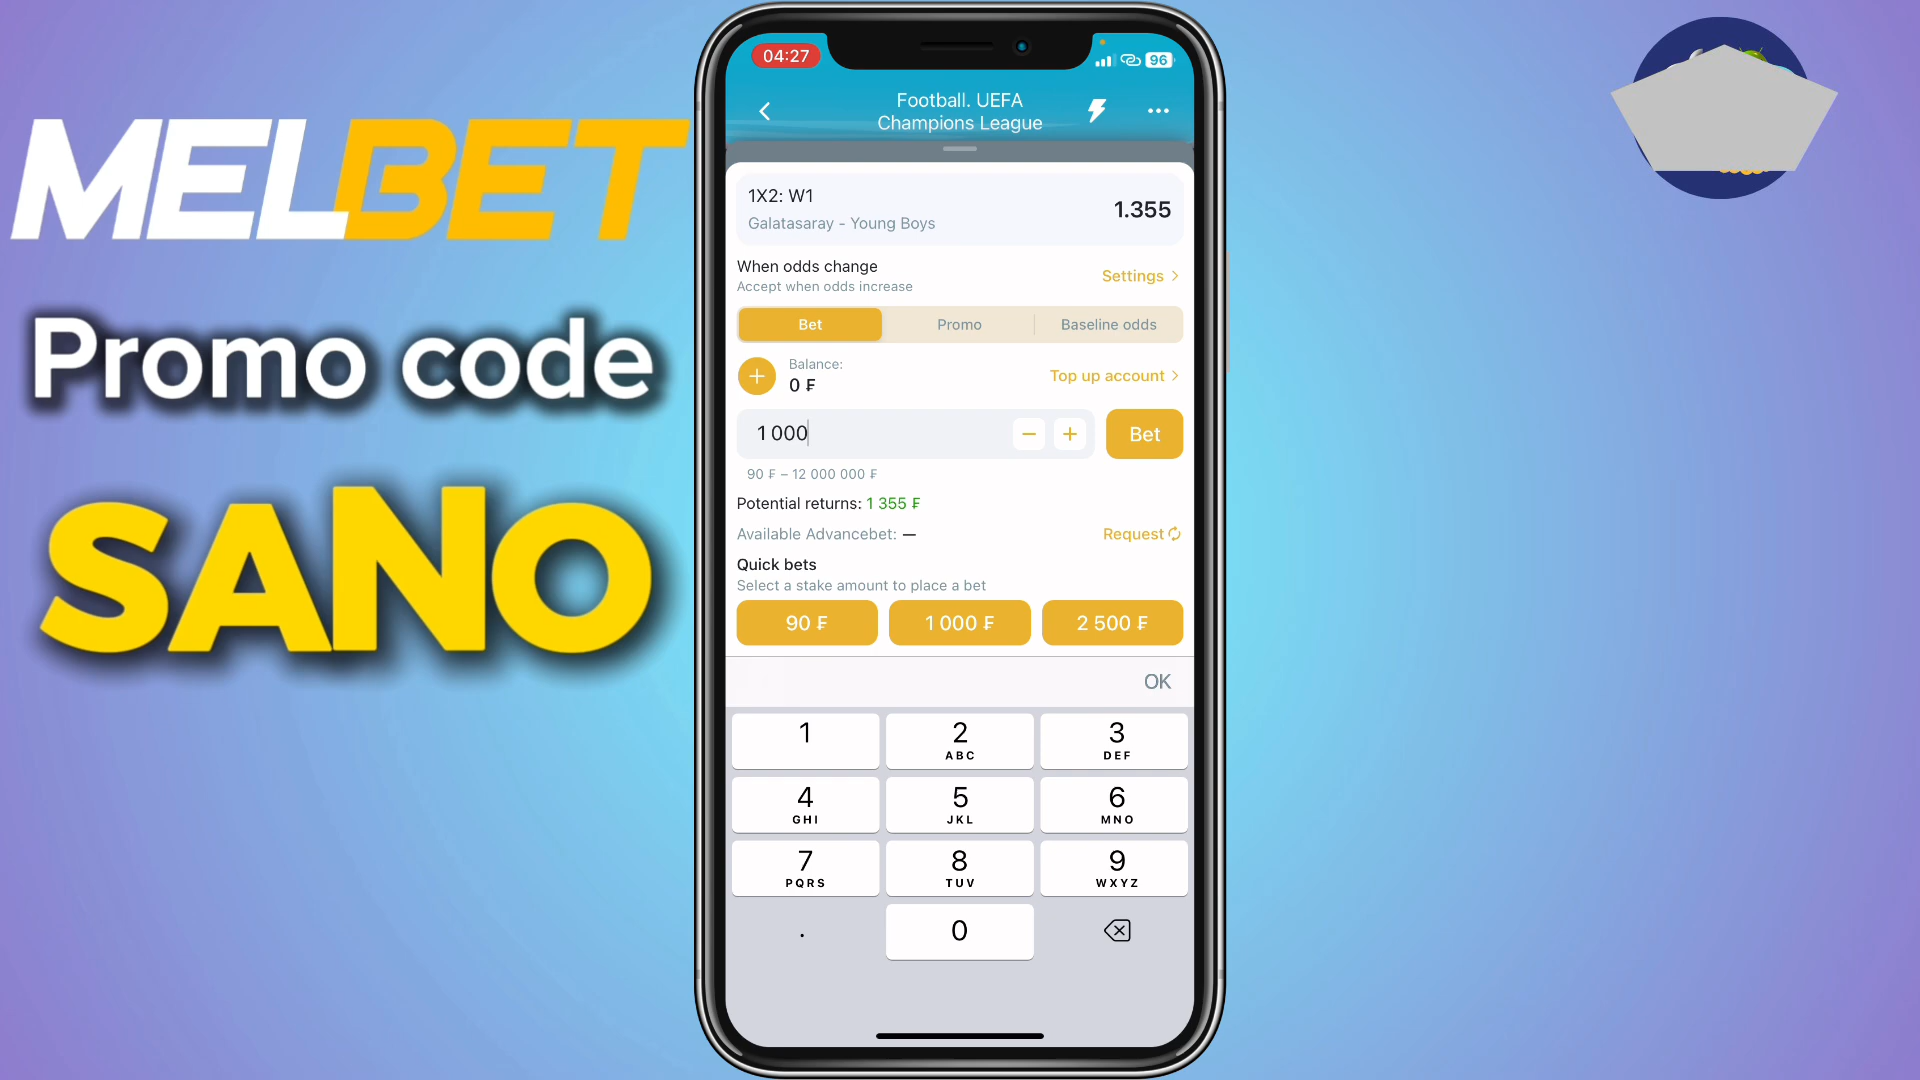 MELBET
Promo code
SANO
04:27
96
Football. UEFA
Champions League
1X2: W1
Galatasaray - Young Boys
1.355
When odds change
Accept when odds increase
Settings
Bet
Promo
Baseline odds
Balance:
0 ₣
Top up account
1 000
Bet
90 ₣ – 12 000 000 ₣
Potential returns: 1 355 ₣
Available Advancebet: —
Request
Quick bets
Select a stake amount to place a bet
90 ₣
1 000 ₣
2 500 ₣
OK
1
2
ABC
3
DEF
4
GHI
5
JKL
6
MNO
7
PQRS
8
TUV
9
WXYZ
.
0